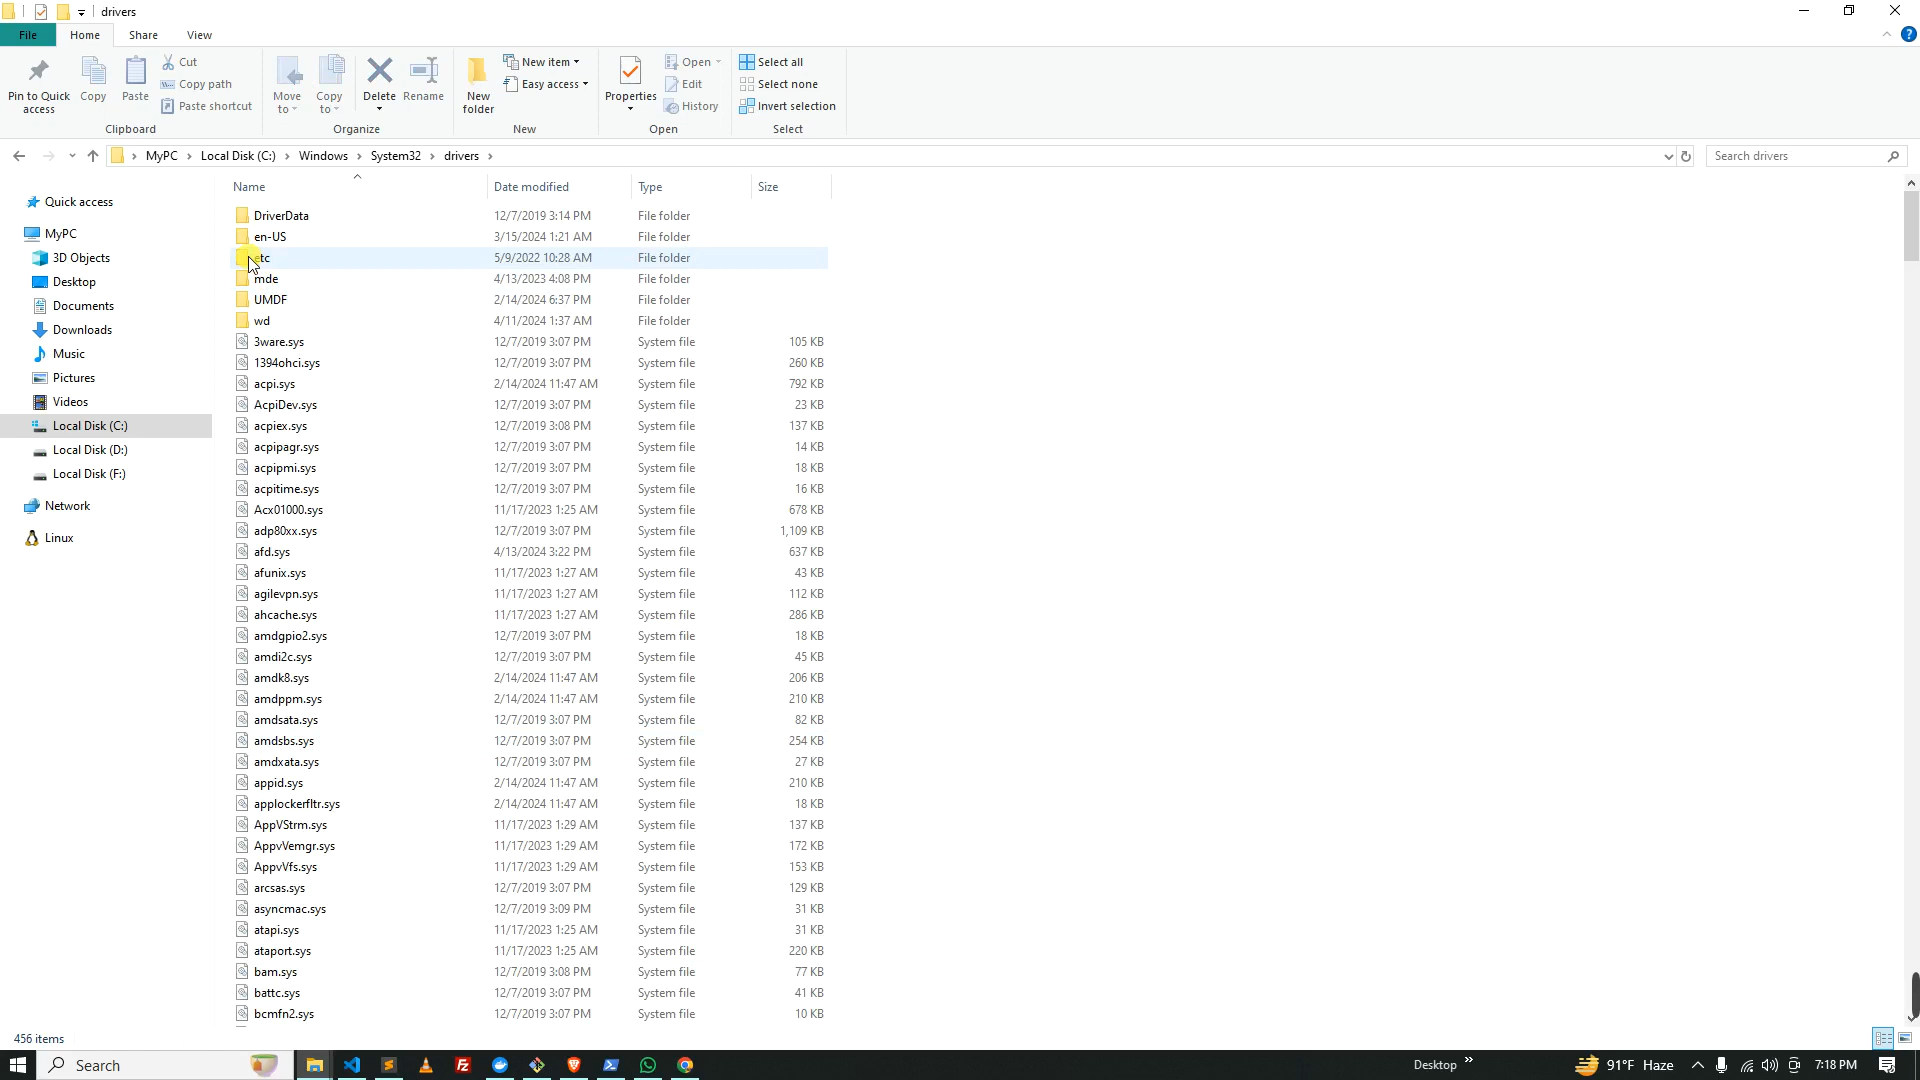 drivers
File Home Share View
Pin to Quick access
Copy
Paste
Cut
Copy path
Paste shortcut
Clipboard
Move to
Copy to
Delete
Rename
Organize
New folder
New item
Easy access
New
Properties
Open
Edit
History
Open
Select all
Select none
Invert selection
Select
MyPC › Local Disk (C:) › Windows › System32 › drivers ›
Search drivers
Quick access
MyPC
3D Objects
Desktop
Documents
Downloads
Music
Pictures
Videos
Local Disk (C:)
Local Disk (D:)
Local Disk (F:)
Network
Linux
Name Date modified Type Size
DriverData 12/7/2019 3:14 PM File folder
en-US 3/15/2024 1:21 AM File folder
etc 5/9/2022 10:28 AM File folder
mde 4/13/2023 4:08 PM File folder
UMDF 2/14/2024 6:37 PM File folder
wd 4/11/2024 1:37 AM File folder
3ware.sys 12/7/2019 3:07 PM System file 105 KB
1394ohci.sys 12/7/2019 3:07 PM System file 260 KB
acpi.sys 2/14/2024 11:47 AM System file 792 KB
AcpiDev.sys 12/7/2019 3:07 PM System file 23 KB
acpiex.sys 12/7/2019 3:08 PM System file 137 KB
acpipagr.sys 12/7/2019 3:07 PM System file 14 KB
acpipmi.sys 12/7/2019 3:07 PM System file 18 KB
acpitime.sys 12/7/2019 3:07 PM System file 16 KB
Acx01000.sys 11/17/2023 1:25 AM System file 678 KB
adp80xx.sys 12/7/2019 3:07 PM System file 1,109 KB
afd.sys 4/13/2024 3:22 PM System file 637 KB
afunix.sys 11/17/2023 1:27 AM System file 43 KB
agilevpn.sys 11/17/2023 1:27 AM System file 112 KB
ahcache.sys 11/17/2023 1:27 AM System file 286 KB
amdgpio2.sys 12/7/2019 3:07 PM System file 18 KB
amdi2c.sys 12/7/2019 3:07 PM System file 45 KB
amdk8.sys 2/14/2024 11:47 AM System file 206 KB
amdppm.sys 2/14/2024 11:47 AM System file 210 KB
amdsata.sys 12/7/2019 3:07 PM System file 82 KB
amdsbs.sys 12/7/2019 3:07 PM System file 254 KB
amdxata.sys 12/7/2019 3:07 PM System file 27 KB
appid.sys 2/14/2024 11:47 AM System file 210 KB
applockerfltr.sys 2/14/2024 11:47 AM System file 18 KB
AppVStrm.sys 11/17/2023 1:29 AM System file 137 KB
AppvVemgr.sys 11/17/2023 1:29 AM System file 172 KB
AppvVfs.sys 11/17/2023 1:29 AM System file 153 KB
arcsas.sys 12/7/2019 3:07 PM System file 129 KB
asyncmac.sys 12/7/2019 3:09 PM System file 31 KB
atapi.sys 11/17/2023 1:25 AM System file 31 KB
ataport.sys 11/17/2023 1:25 AM System file 220 KB
bam.sys 12/7/2019 3:08 PM System file 77 KB
battc.sys 12/7/2019 3:07 PM System file 41 KB
bcmfn2.sys 12/7/2019 3:07 PM System file 10 KB
456 items
Search
Desktop
91°F Haze
7:18 PM